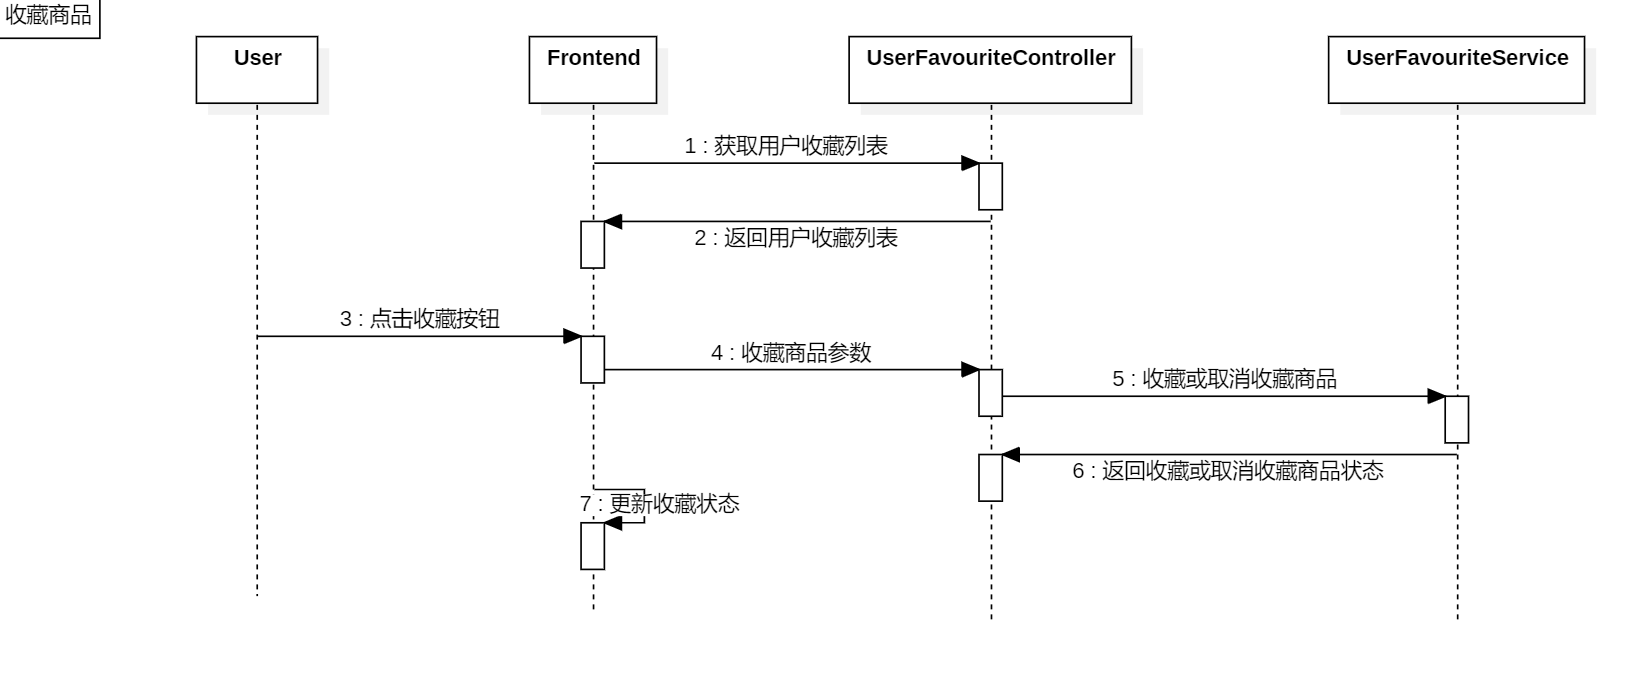 收藏商品
User
Frontend
UserFavouriteController
UserFavouriteService
1 : 获取用户收藏列表
2 : 返回用户收藏列表
3 : 点击收藏按钮
4 : 收藏商品参数
5 : 收藏或取消收藏商品
6 : 返回收藏或取消收藏商品状态
7 : 更新收藏状态